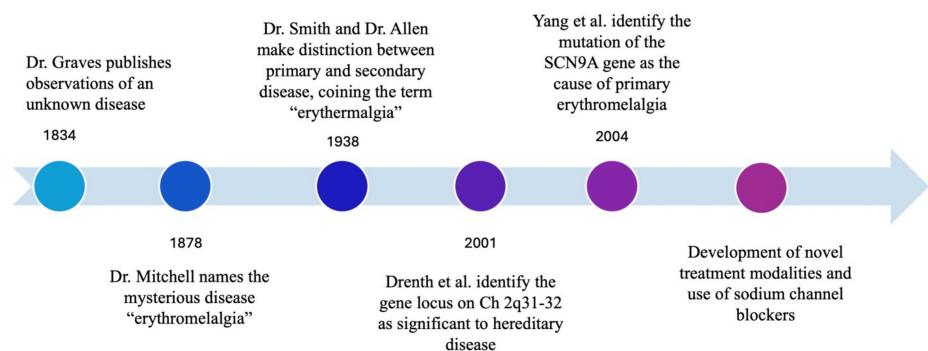 Dr. Graves publishes
observations of an
unknown disease
1834
1878
Dr. Mitchell names the
mysterious disease
“erythromelalgia”
Dr. Smith and Dr. Allen
make distinction between
primary and secondary
disease, coining the term
“erythermalgia”
1938
2001
Drenth et al. identify the
gene locus on Ch 2q31-32
as significant to hereditary
disease
Yang et al. identify the
mutation of the
SCN9A gene as the
cause of primary
erythromelalgia
2004
Development of novel
treatment modalities and
use of sodium channel
blockers